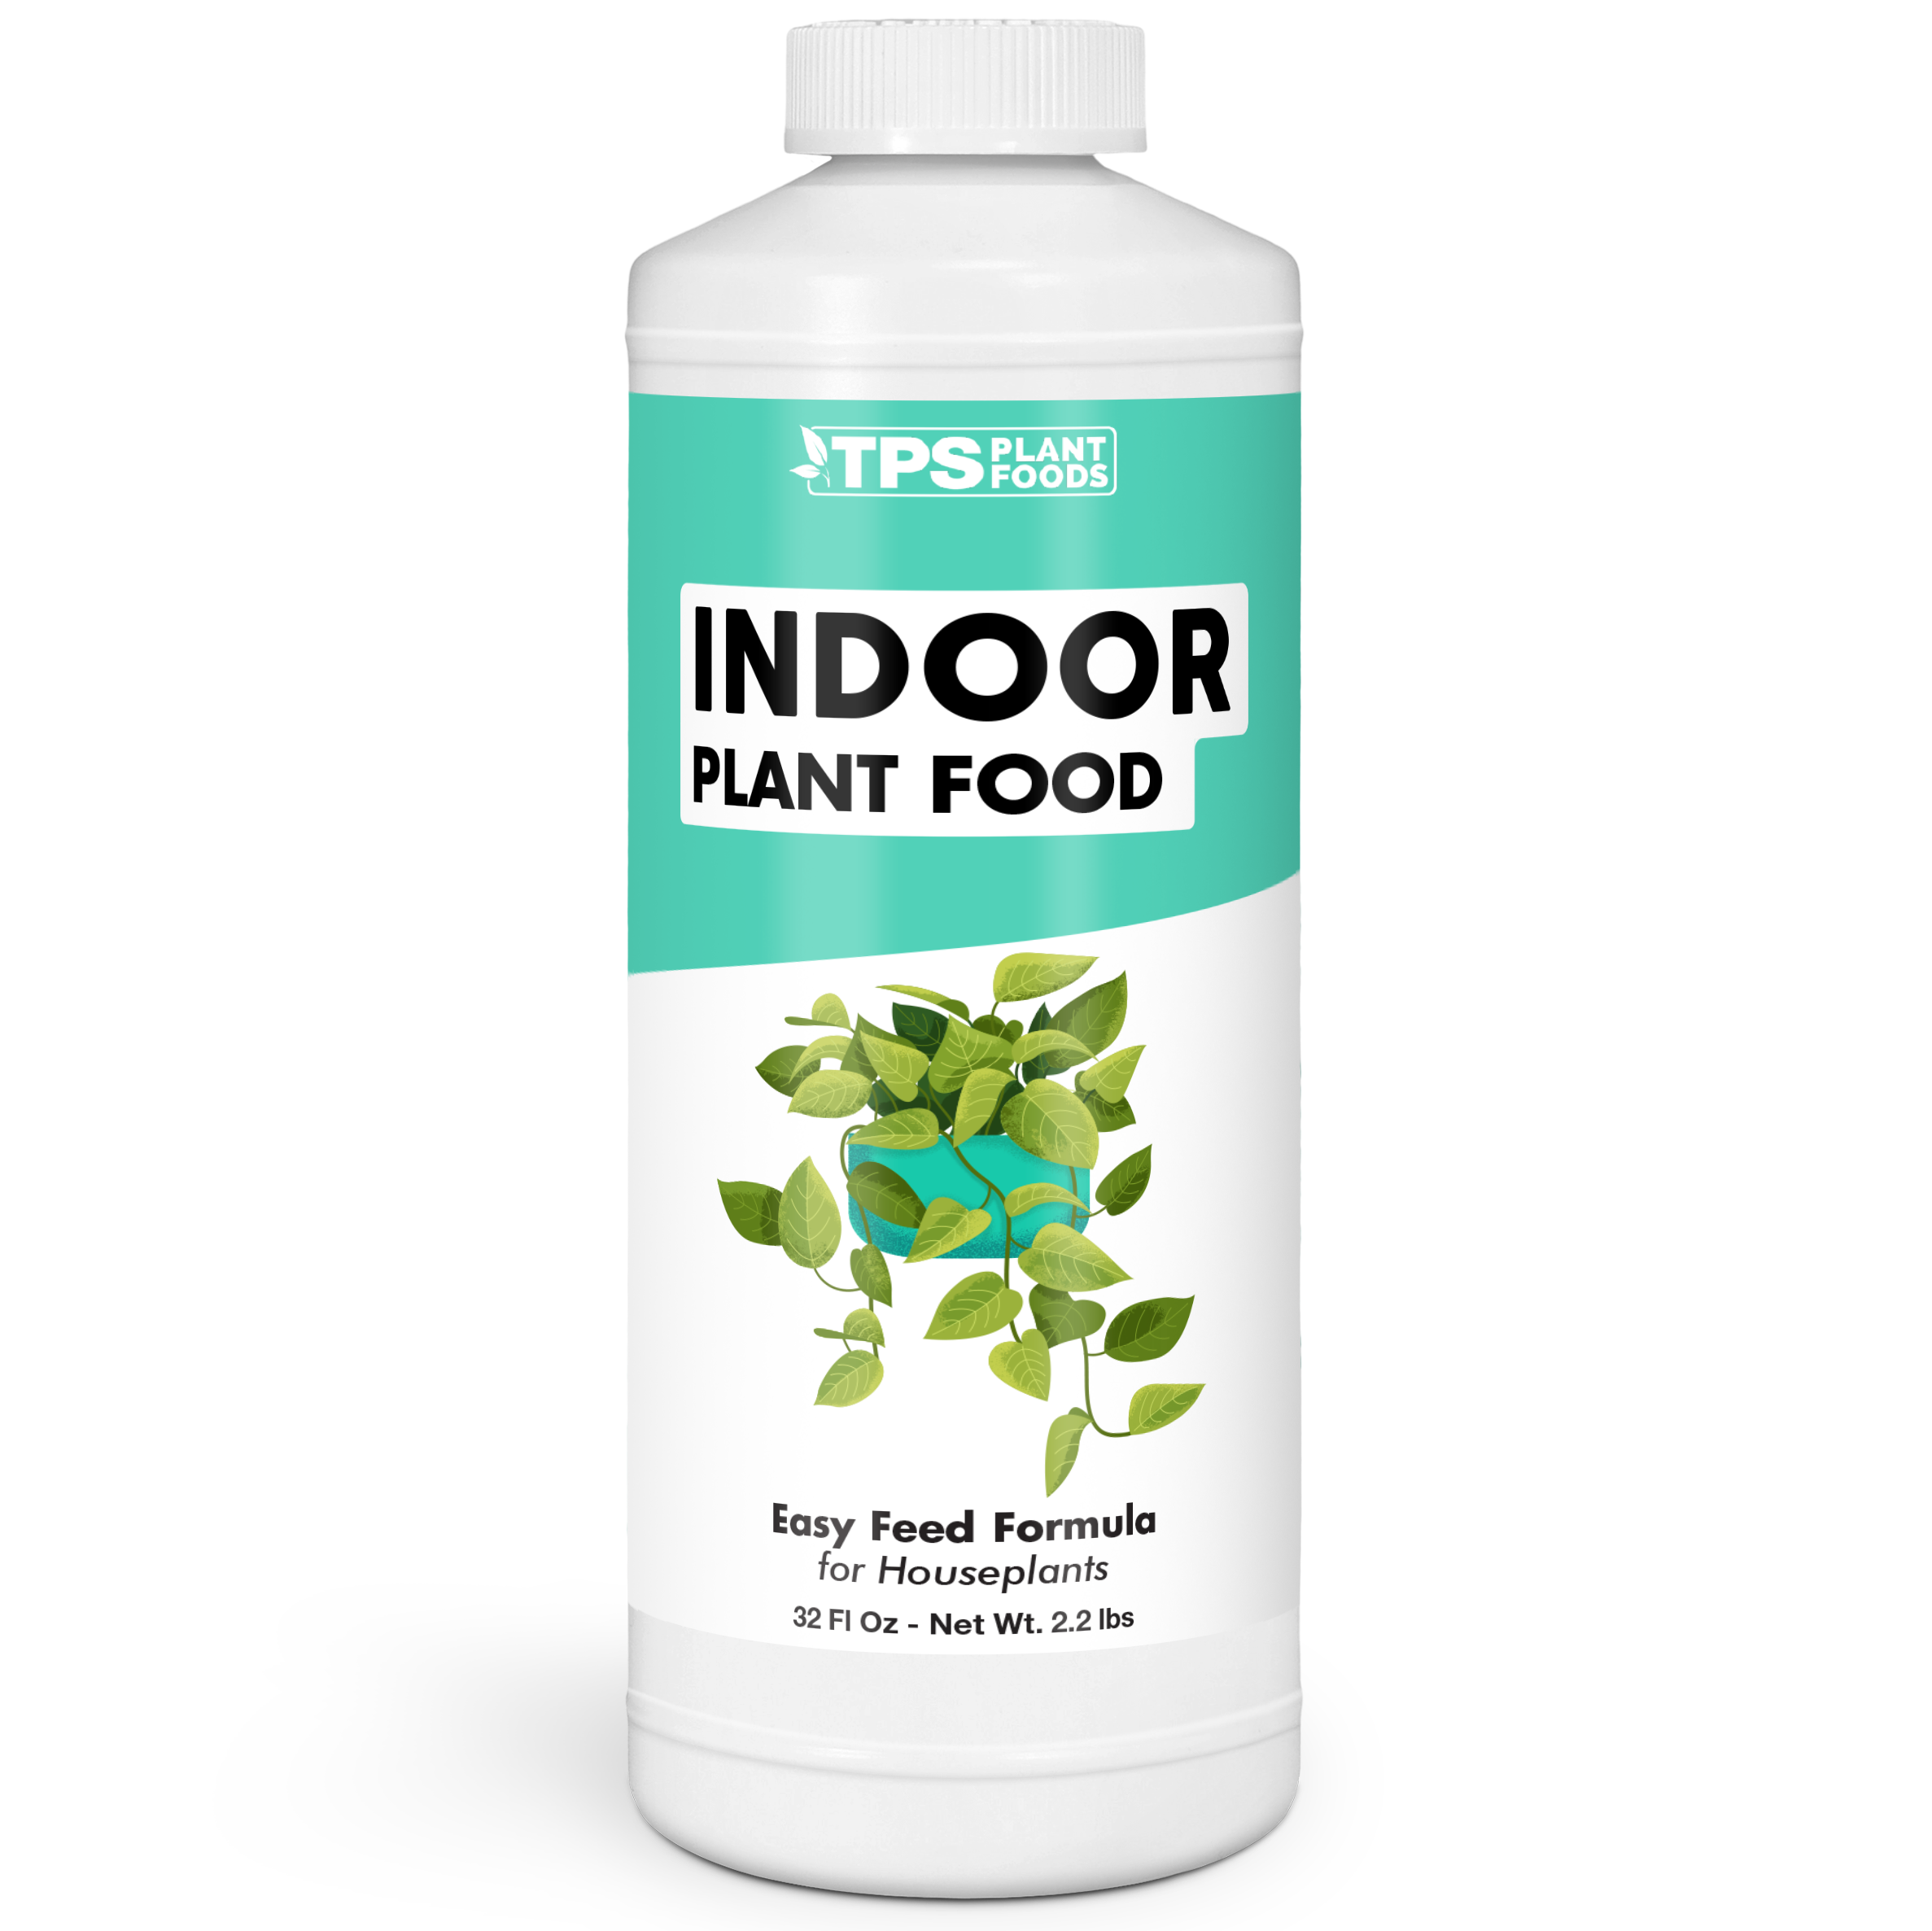 TPS PLANT
FOODS
INDOOR
PLANT FOOD
Easy Feed Formula
for Houseplants
32 Fl Oz - Net Wt. 2.2 lbs